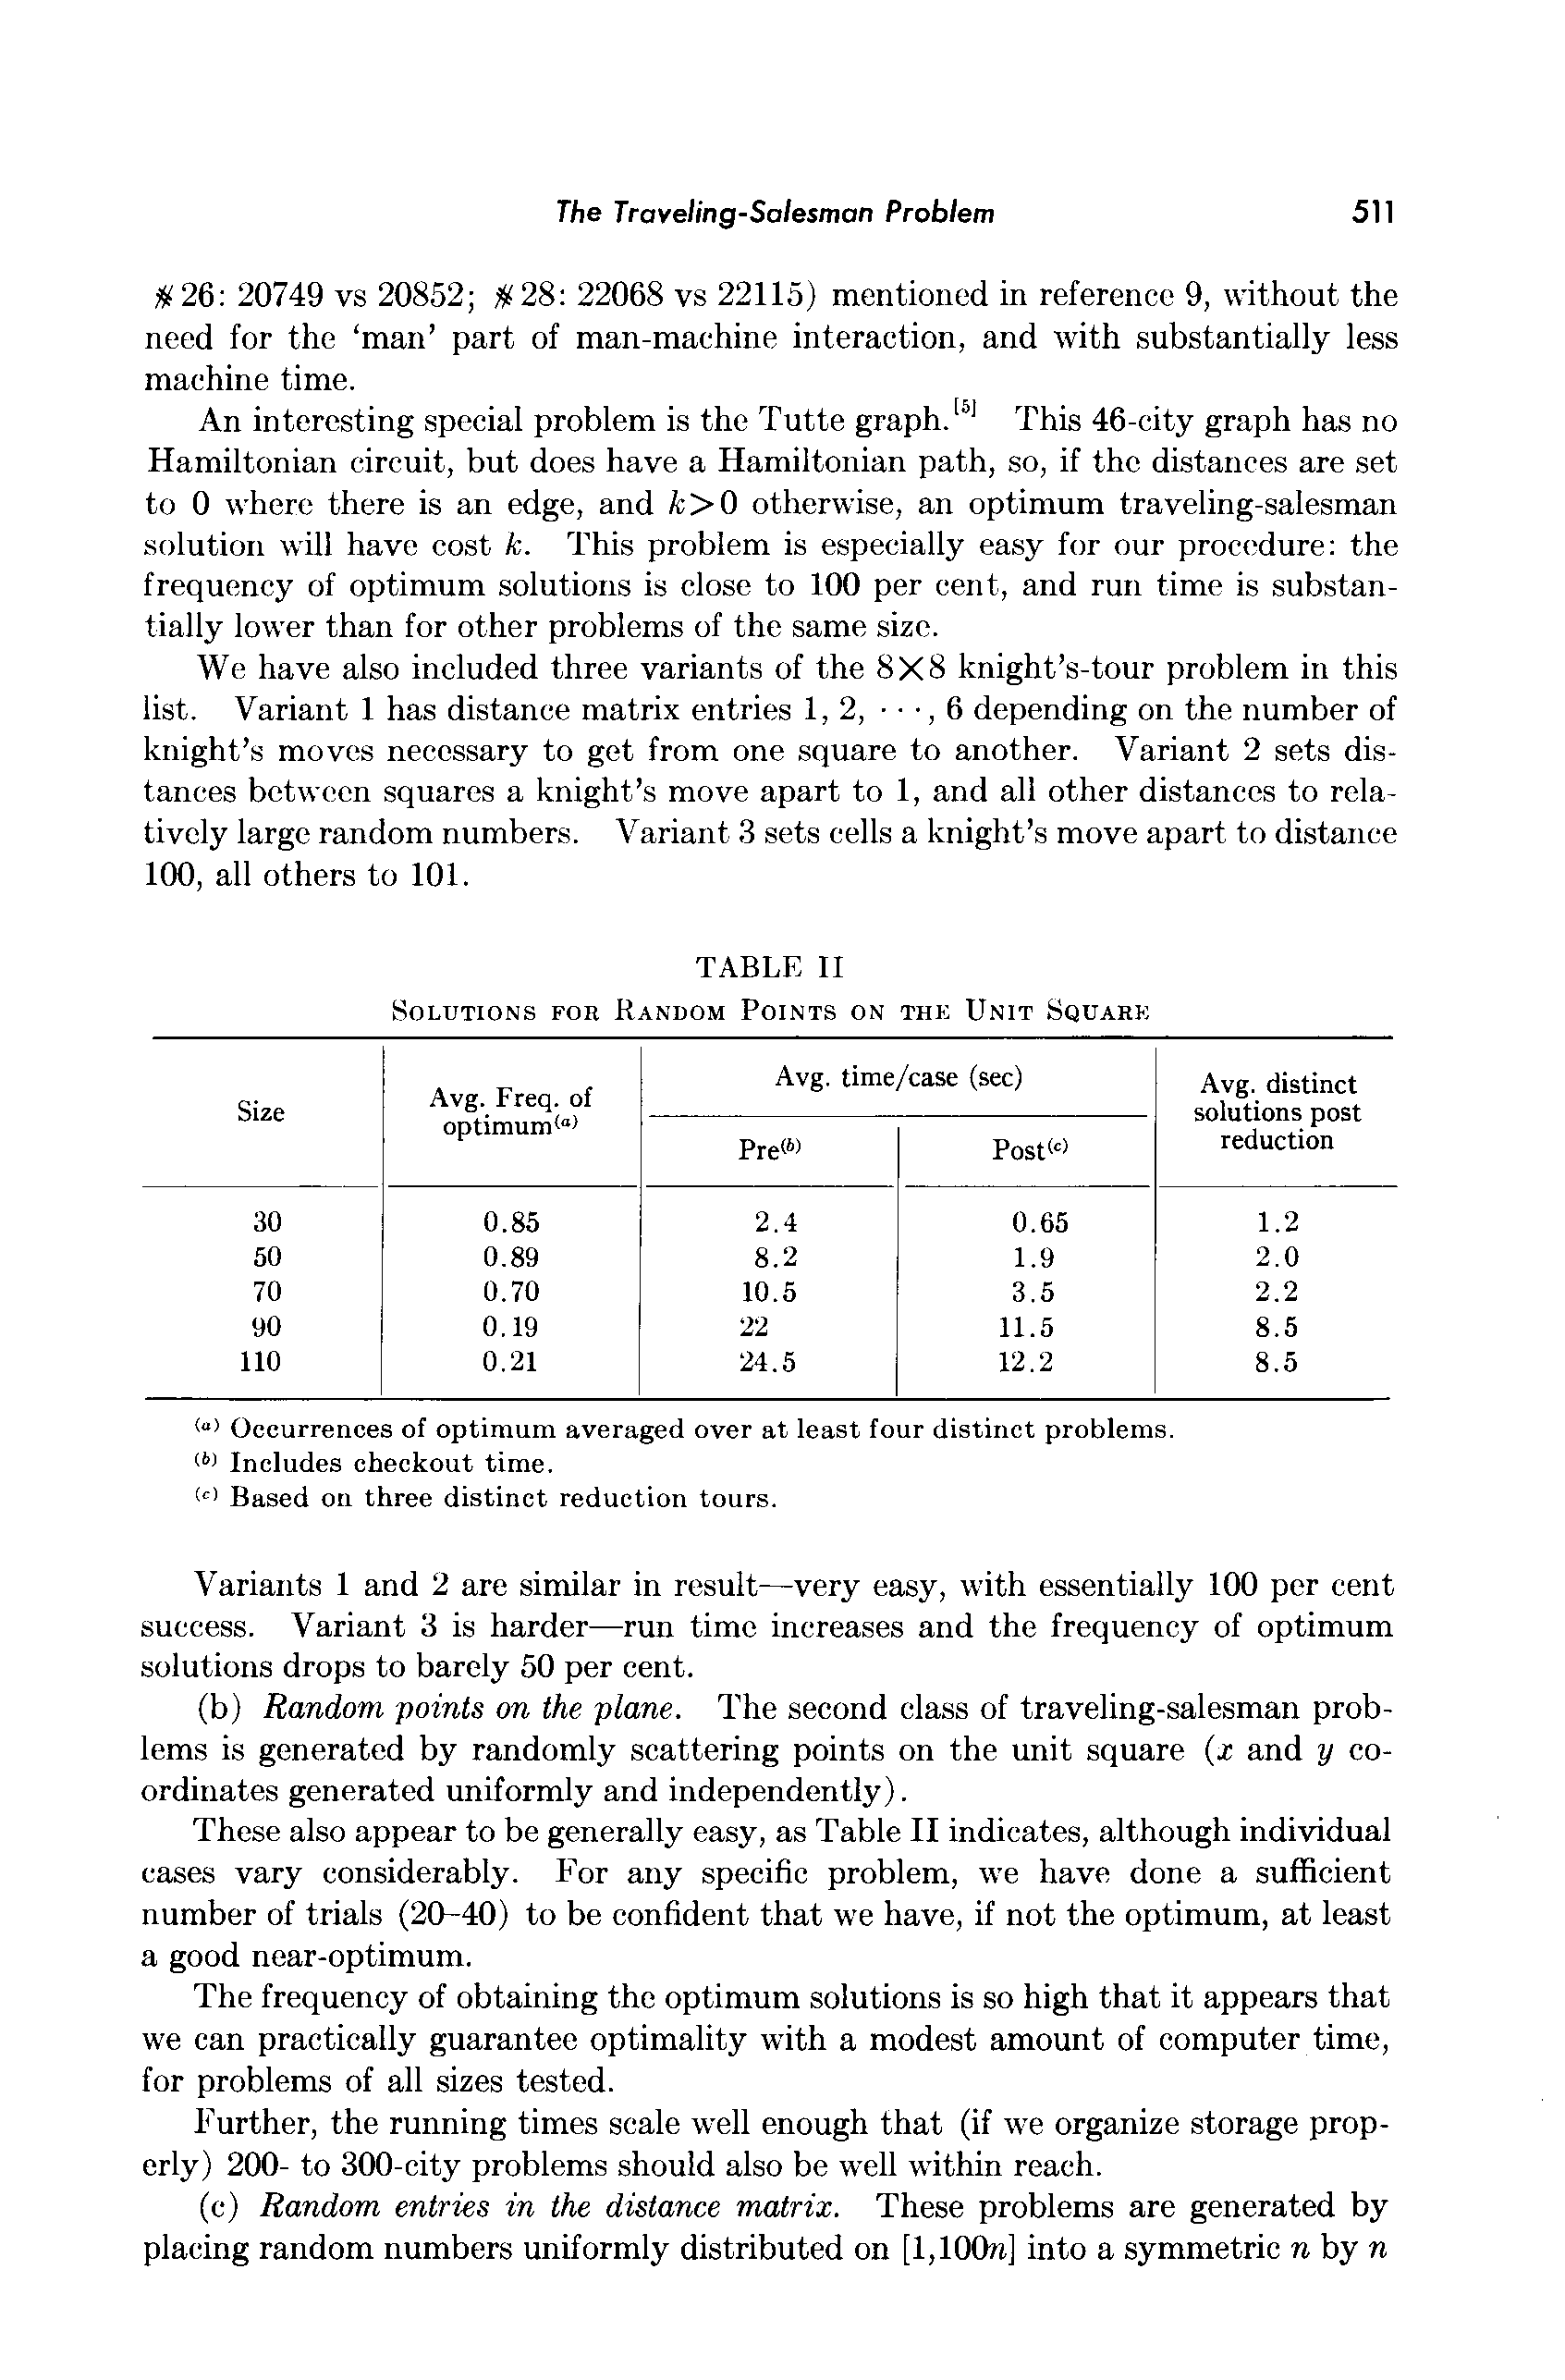 The Traveling-Salesman Problem 511
#26: 20749 vs 20852; #28: 22068 vs 22115) mentioned in reference 9, without the
need for the ‘man’ part of man-machine interaction, and with substantially less
machine time.
An interesting special problem is the Tutte graph.[5] This 46-city graph has no
Hamiltonian circuit, but does have a Hamiltonian path, so, if the distances are set
to 0 where there is an edge, and k>0 otherwise, an optimum traveling-salesman
solution will have cost k. This problem is especially easy for our procedure: the
frequency of optimum solutions is close to 100 per cent, and run time is substan-
tially lower than for other problems of the same size.
We have also included three variants of the 8×8 knight’s-tour problem in this
list. Variant 1 has distance matrix entries 1, 2, · · ·, 6 depending on the number of
knight’s moves necessary to get from one square to another. Variant 2 sets dis-
tances between squares a knight’s move apart to 1, and all other distances to rela-
tively large random numbers. Variant 3 sets cells a knight’s move apart to distance
100, all others to 101.
TABLE II
Solutions for Random Points on the Unit Square
Size Avg. Freq. of optimum(a) Avg. time/case (sec) Avg. distinct solutions post reduction
Pre(b) Post(c)
30 0.85 2.4 0.65 1.2
50 0.89 8.2 1.9 2.0
70 0.70 10.5 3.5 2.2
90 0.19 22 11.5 8.5
110 0.21 24.5 12.2 8.5
(a) Occurrences of optimum averaged over at least four distinct problems.
(b) Includes checkout time.
(c) Based on three distinct reduction tours.
Variants 1 and 2 are similar in result—very easy, with essentially 100 per cent
success. Variant 3 is harder—run time increases and the frequency of optimum
solutions drops to barely 50 per cent.
(b) Random points on the plane. The second class of traveling-salesman prob-
lems is generated by randomly scattering points on the unit square (x and y co-
ordinates generated uniformly and independently).
These also appear to be generally easy, as Table II indicates, although individual
cases vary considerably. For any specific problem, we have done a sufficient
number of trials (20–40) to be confident that we have, if not the optimum, at least
a good near-optimum.
The frequency of obtaining the optimum solutions is so high that it appears that
we can practically guarantee optimality with a modest amount of computer time,
for problems of all sizes tested.
Further, the running times scale well enough that (if we organize storage prop-
erly) 200- to 300-city problems should also be well within reach.
(c) Random entries in the distance matrix. These problems are generated by
placing random numbers uniformly distributed on [1,100n] into a symmetric n by n